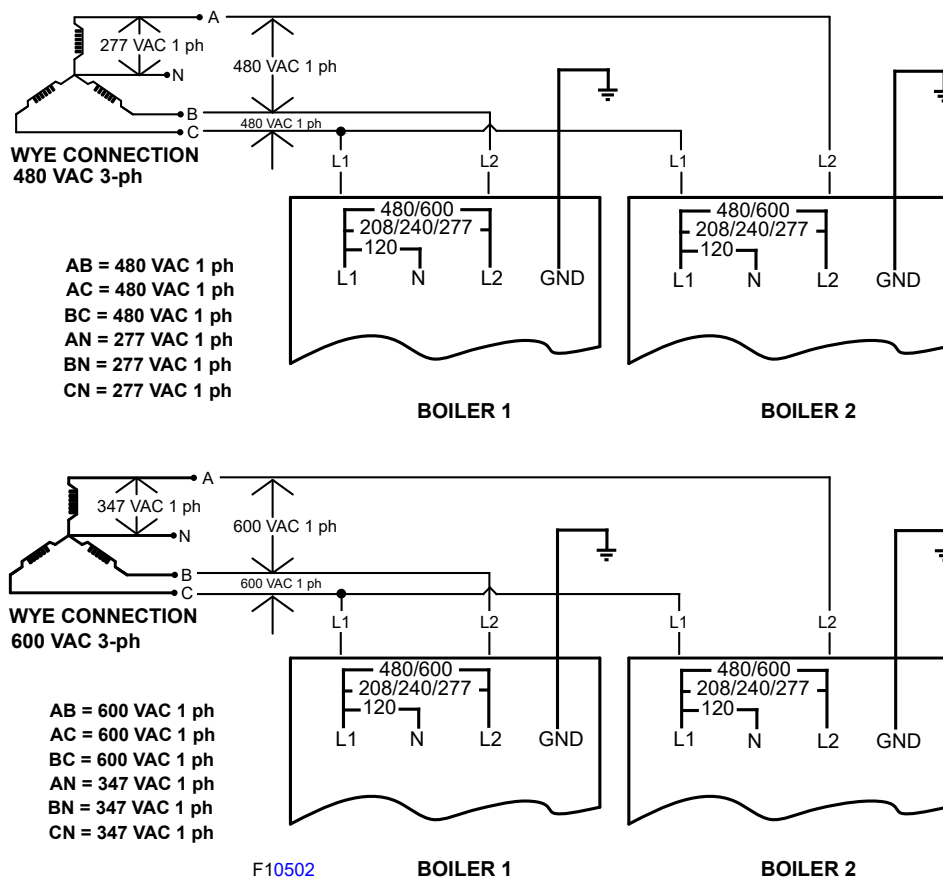 A
277 VAC 1 ph
480 VAC 1 ph
N
B
480 VAC 1 ph
C
WYE CONNECTION
480 VAC 3-ph
L1
L2
L1
L2
480/600
208/240/277
120
L1
N
L2
GND
480/600
208/240/277
120
L1
N
L2
GND
AB = 480 VAC 1 ph
AC = 480 VAC 1 ph
BC = 480 VAC 1 ph
AN = 277 VAC 1 ph
BN = 277 VAC 1 ph
CN = 277 VAC 1 ph
BOILER 1
BOILER 2
A
347 VAC 1 ph
600 VAC 1 ph
N
B
600 VAC 1 ph
C
WYE CONNECTION
600 VAC 3-ph
L1
L2
L1
L2
480/600
208/240/277
120
L1
N
L2
GND
480/600
208/240/277
120
L1
N
L2
GND
AB = 600 VAC 1 ph
AC = 600 VAC 1 ph
BC = 600 VAC 1 ph
AN = 347 VAC 1 ph
BN = 347 VAC 1 ph
CN = 347 VAC 1 ph
F10502
BOILER 1
BOILER 2